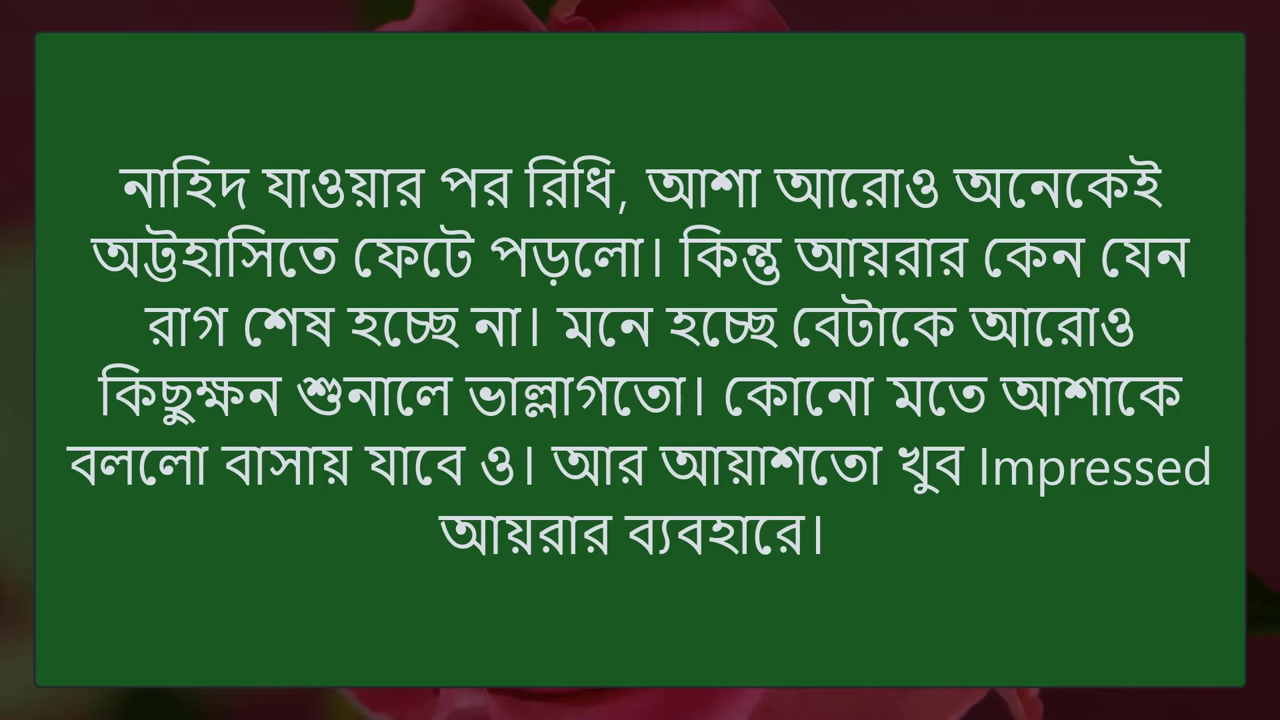 নাহিদ যাওয়ার পর রিধি, আশা আরোও অনেকেই
অট্টহাসিতে ফেটে পড়লো। কিন্তু আয়রার কেন যেন
রাগ শেষ হচ্ছে না। মনে হচ্ছে বেটাকে আরোও
কিছুক্ষন শুনালে ভাল্লাগতো। কোনো মতে আশাকে
বললো বাসায় যাবে ও। আর আয়াশতো খুব Impressed
আয়রার ব্যবহারে।